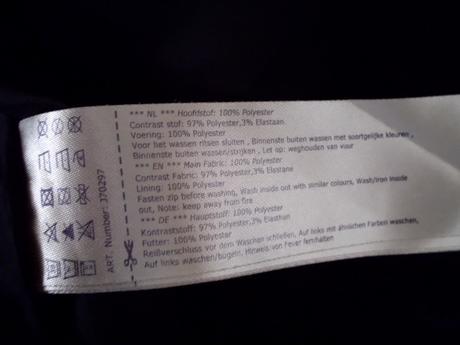 *** NL *** Hoofdstof: 100% Polyester
Contrast stof: 97% Polyester,3% Elastaan
Voering: 100% Polyester
Voor het wassen ritsen sluiten , Binnenste buiten wassen met soortgelijke kleuren ,
Binnenste buiten wassen/strijken , Let op: weghouden van vuur
*** EN *** Main Fabric: 100% Polyester
Contrast Fabric: 97% Polyester,3% Elastane
Lining: 100% Polyester
Fasten zip before washing, Wash inside out with similar colours, Wash/Iron inside
out, Note: keep away from fire
*** DE *** Hauptstoff: 100% Polyester
Kontraststoff: 97% Polyester,3% Elasthan
Futter: 100% Polyester
Reißverschluss vor dem Waschen schließen, Auf links mit ähnlichen Farben waschen,
Auf links waschen/bügeln, Hinweis:von Feuer fernhalten
ART. Number: 370297